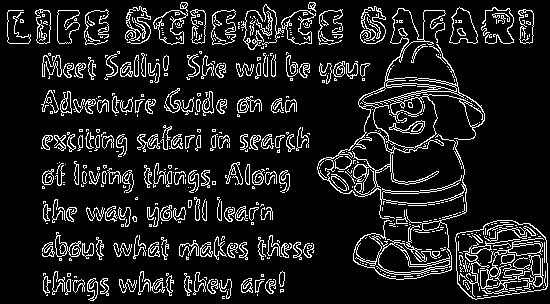 LIFE SCIENCE SAFARI
Meet Sally! She will be your
Adventure Guide on an
exciting safari in search
of living things. Along
the way, you'll learn
about what makes these
things what they are!